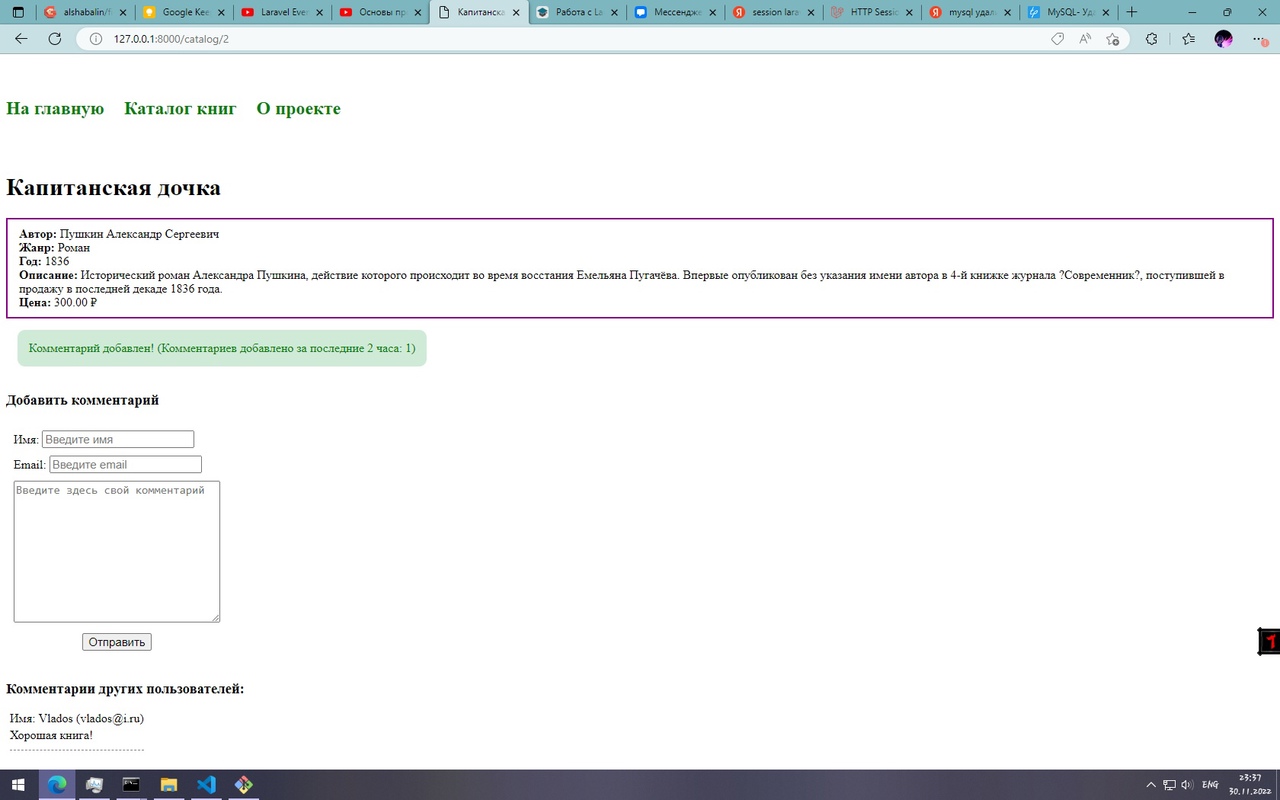 alshabalin/f
Google Kee
Laravel Ever
Основы пр
Капитанска
Работа с La
Мессендже
session lara
HTTP Sessio
mysql удал
MySQL- Уд
127.0.0.1:8000/catalog/2
На главную Каталог книг О проекте
Капитанская дочка
Автор: Пушкин Александр Сергеевич
Жанр: Роман
Год: 1836
Описание: Исторический роман Александра Пушкина, действие которого происходит во время восстания Емельяна Пугачёва. Впервые опубликован без указания имени автора в 4-й книжке журнала ?Современник?, поступившей в
продажу в последней декаде 1836 года.
Цена: 300.00 ₽
Комментарий добавлен! (Комментариев добавлено за последние 2 часа: 1)
Добавить комментарий
Имя: Введите имя
Email: Введите email
Введите здесь свой комментарий
Отправить
1
Комментарии других пользователей:
Имя: Vlados (vlados@i.ru)
Хорошая книга!
ENG
23:37
30.11.2022